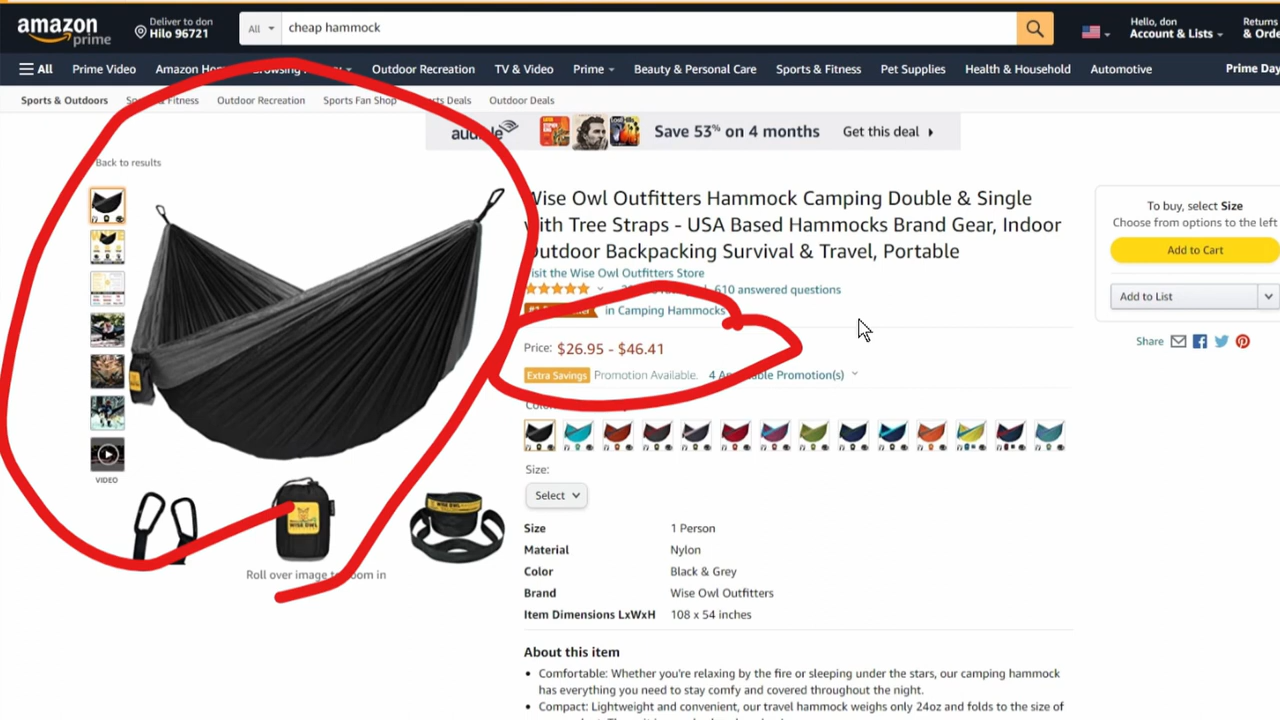 amazon
prime
Deliver to don
Hilo 96721
All
cheap hammock
Hello, don
Account & Lists
Returns
All
Prime Video
Outdoor Recreation
TV & Video
Prime
Beauty & Personal Care
Sports & Fitness
Pet Supplies
Health & Household
Automotive
Prime Day
Sports & Outdoors
Fitness
Outdoor Recreation
Sports Fan Shop
Deals
Outdoor Deals
audible
Save 53% on 4 months
Get this deal
Back to results
Wise Owl Outfitters Hammock Camping Double & Single
with Tree Straps - USA Based Hammocks Brand Gear, Indoor
Outdoor Backpacking Survival & Travel, Portable
Visit the Wise Owl Outfitters Store
610 answered questions
in Camping Hammocks
Price: $26.95 - $46.41
Extra Savings Promotion Available. 4 Promotion(s)
Size:
Select
Size 1 Person
Material Nylon
Color Black & Grey
Brand Wise Owl Outfitters
Item Dimensions LxWxH 108 x 54 inches
About this item
• Comfortable: Whether you're relaxing by the fire or sleeping under the stars, our camping hammock
has everything you need to stay comfy and covered throughout the night.
• Compact: Lightweight and convenient, our travel hammock weighs only 24oz and folds to the size of
VIDEO
WISE OWL
Roll over image to zoom in
To buy, select Size
Choose from options to the left
Add to Cart
Add to List
Share